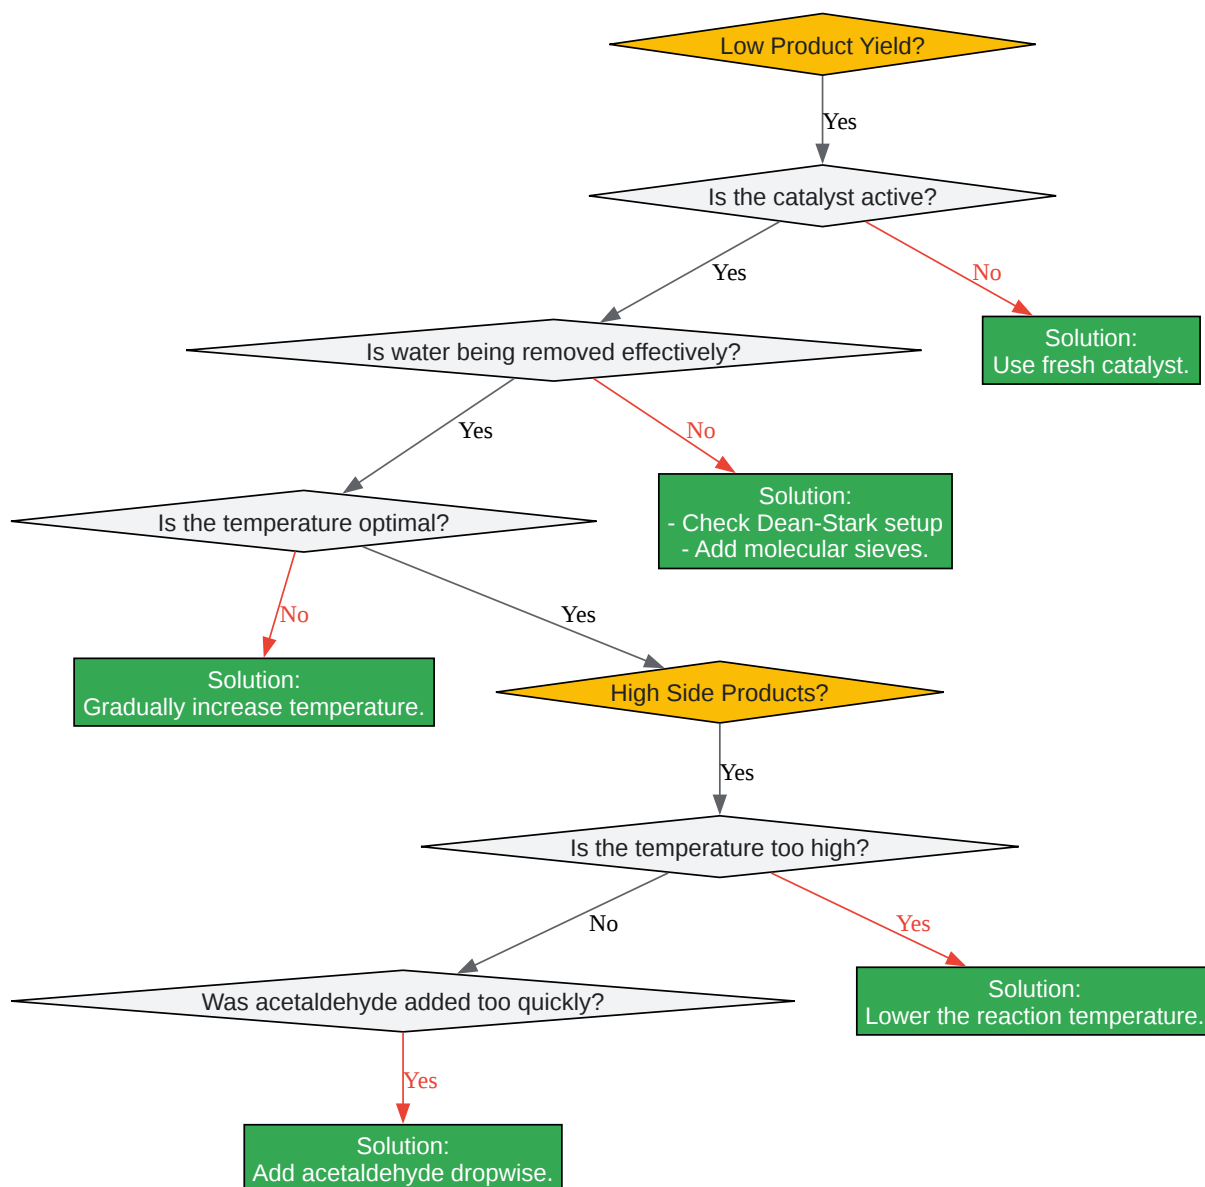 Low Product Yield?
Yes
Is the catalyst active?
Yes
No
Is water being removed effectively?
Solution:
Use fresh catalyst.
Yes
No
Is the temperature optimal?
Solution:
- Check Dean-Stark setup
- Add molecular sieves.
No
Yes
Solution:
Gradually increase temperature.
High Side Products?
Yes
Is the temperature too high?
No
Yes
Was acetaldehyde added too quickly?
Solution:
Lower the reaction temperature.
Yes
Solution:
Add acetaldehyde dropwise.